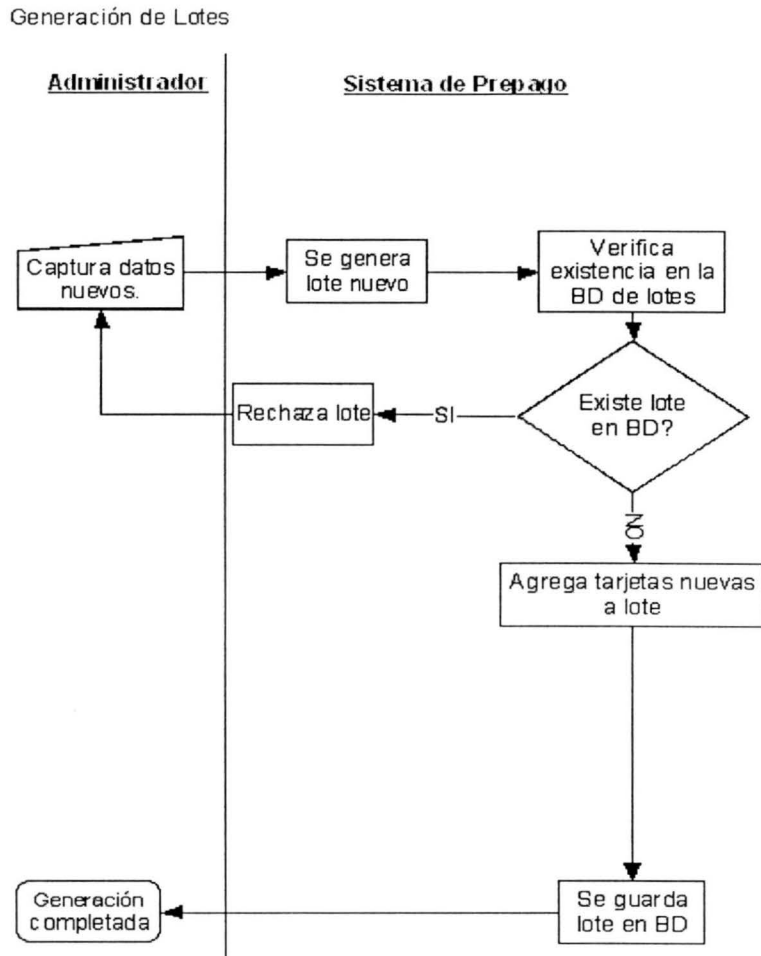 Generación de Lotes
Administrador
Sistema de Prepago
Captura datos
nuevos.
Se genera
lote nuevo
Verifica
existencia en la
BD de lotes
Existe lote
en BD?
SI
Rechaza lote
NO
Agrega tarjetas nuevas
a lote
Se guarda
lote en BD
Generación
completada